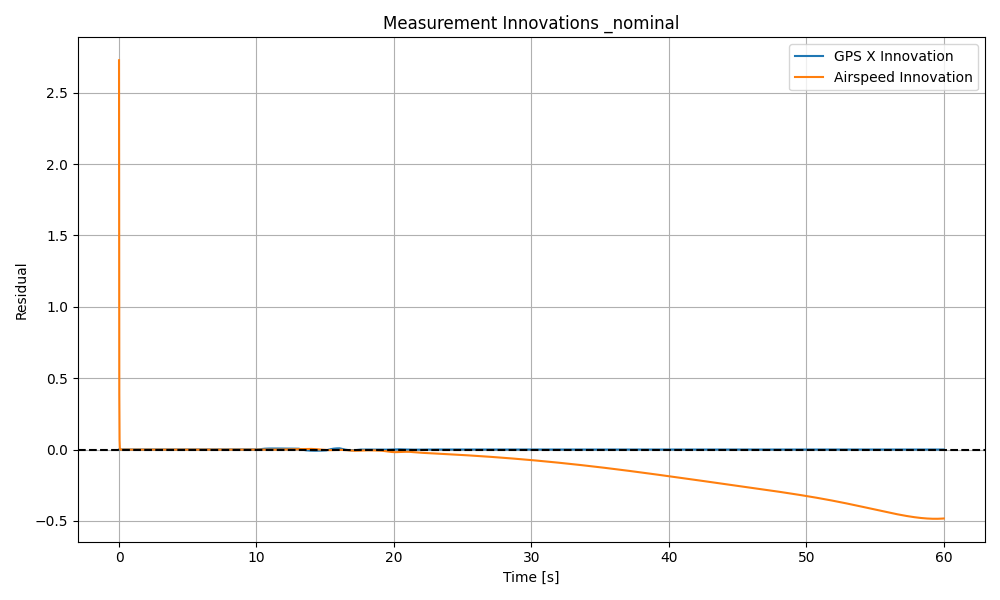 Measurement Innovations _nominal
GPS X Innovation
Airspeed Innovation
Residual
2.5
2.0
1.5
1.0
0.5
0.0
−0.5
0 10 20 30 40 50 60
Time [s]